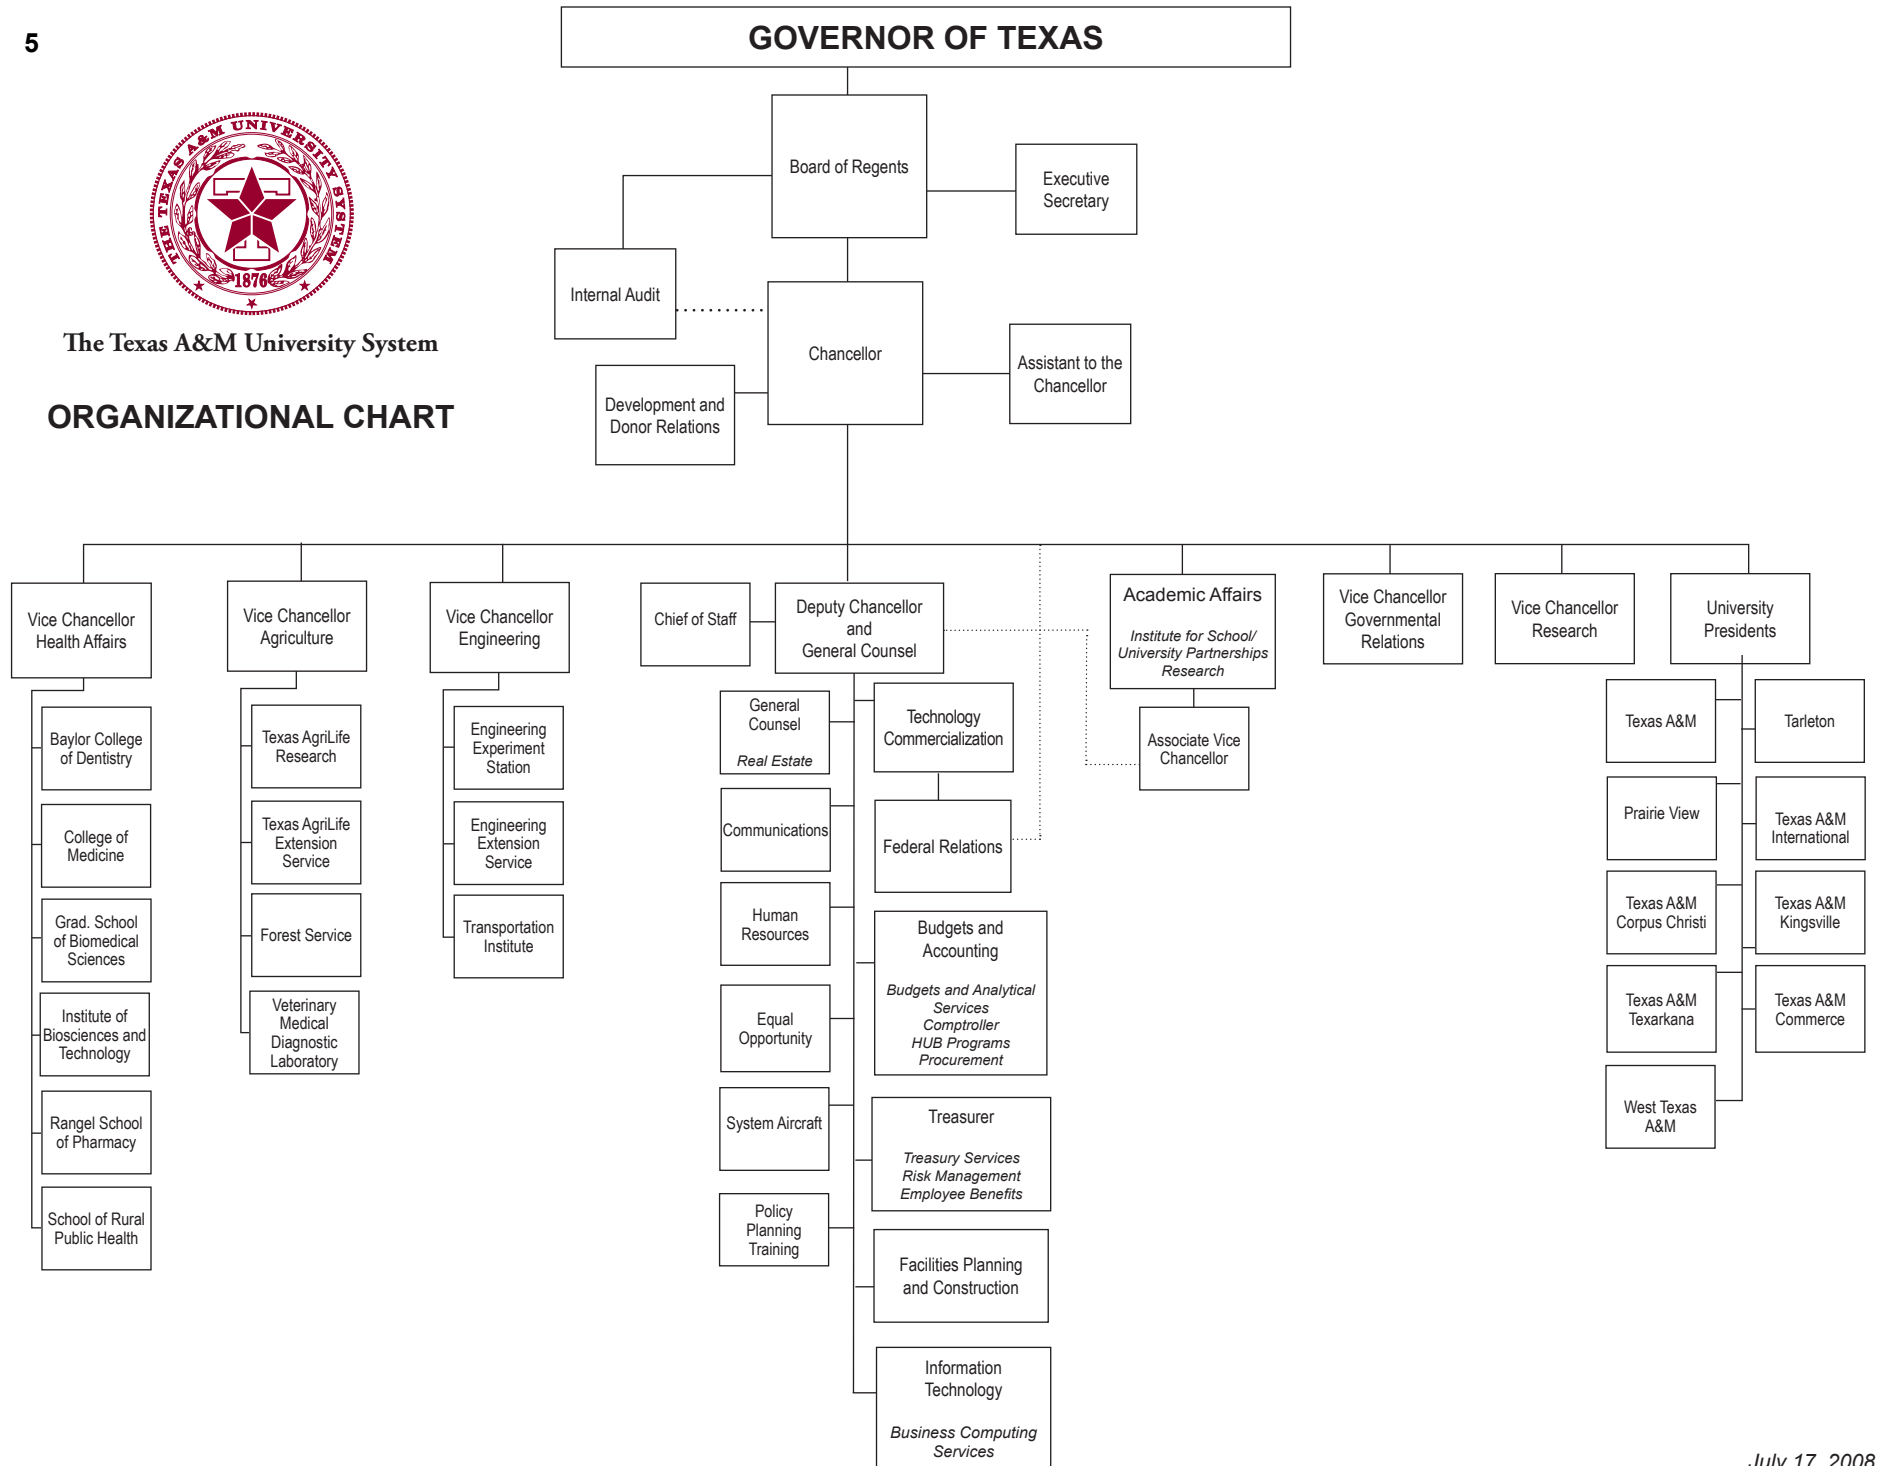 5
GOVERNOR OF TEXAS
THE TEXAS A&M UNIVERSITY SYSTEM
1876
The Texas A&M University System
ORGANIZATIONAL CHART
Board of Regents
Executive
Secretary
Internal Audit
Chancellor
Assistant to the
Chancellor
Development and
Donor Relations
Vice Chancellor
Health Affairs
Vice Chancellor
Agriculture
Vice Chancellor
Engineering
Chief of Staff
Deputy Chancellor
and
General Counsel
Academic Affairs
Institute for School/
University Partnerships
Research
Vice Chancellor
Governmental
Relations
Vice Chancellor
Research
University
Presidents
Baylor College
of Dentistry
College of
Medicine
Grad. School
of Biomedical
Sciences
Institute of
Biosciences and
Technology
Rangel School
of Pharmacy
School of Rural
Public Health
Texas AgriLife
Research
Texas AgriLife
Extension
Service
Forest Service
Veterinary
Medical
Diagnostic
Laboratory
Engineering
Experiment
Station
Engineering
Extension
Service
Transportation
Institute
General
Counsel
Real Estate
Communications
Human
Resources
Equal
Opportunity
System Aircraft
Policy
Planning
Training
Technology
Commercialization
Federal Relations
Budgets and
Accounting
Budgets and Analytical
Services
Comptroller
HUB Programs
Procurement
Treasurer
Treasury Services
Risk Management
Employee Benefits
Facilities Planning
and Construction
Information
Technology
Business Computing
Services
Associate Vice
Chancellor
Texas A&M
Tarleton
Prairie View
Texas A&M
International
Texas A&M
Corpus Christi
Texas A&M
Kingsville
Texas A&M
Texarkana
Texas A&M
Commerce
West Texas
A&M
July 17, 2008